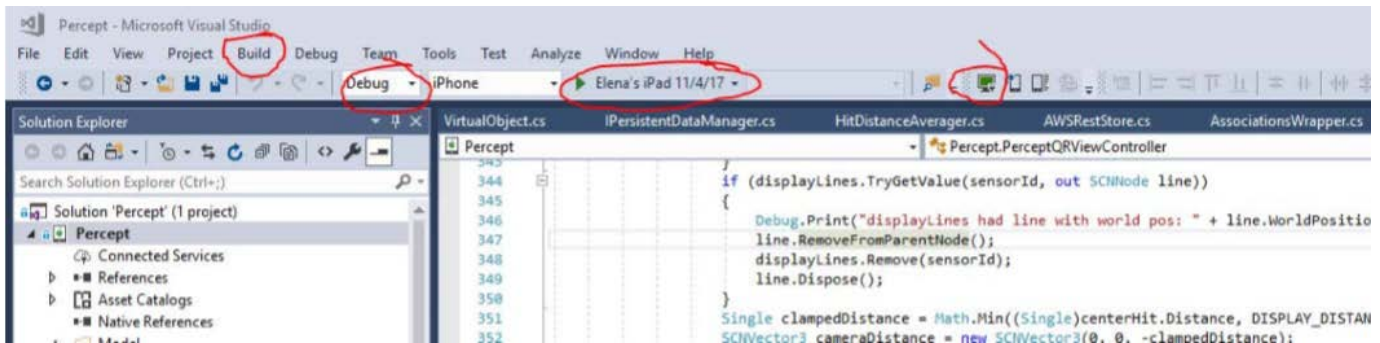 Percept - Microsoft Visual Studio
File Edit View Project Build Debug Team Tools Test Analyze Window Help
Debug iPhone Elena's iPad 11/4/17
Solution Explorer
VirtualObject.cs IPersistentDataManager.cs HitDistanceAverager.cs AWSRestStore.cs AssociationsWrapper.cs
Percept Percept.PerceptQRViewController
Search Solution Explorer (Ctrl+;)
Solution 'Percept' (1 project)
Percept
Connected Services
References
Asset Catalogs
Native References
Model
343 }
344 if (displayLines.TryGetValue(sensorId, out SCNNode line))
345 {
346 Debug.Print("displayLines had line with world pos: " + line.WorldPositio
347 line.RemoveFromParentNode();
348 displayLines.Remove(sensorId);
349 line.Dispose();
350 }
351 Single clampedDistance = Math.Min((Single)centerHit.Distance, DISPLAY_DISTAN
352 SCNVector3 cameraDistance = new SCNVector3(0, 0, -clampedDistance);